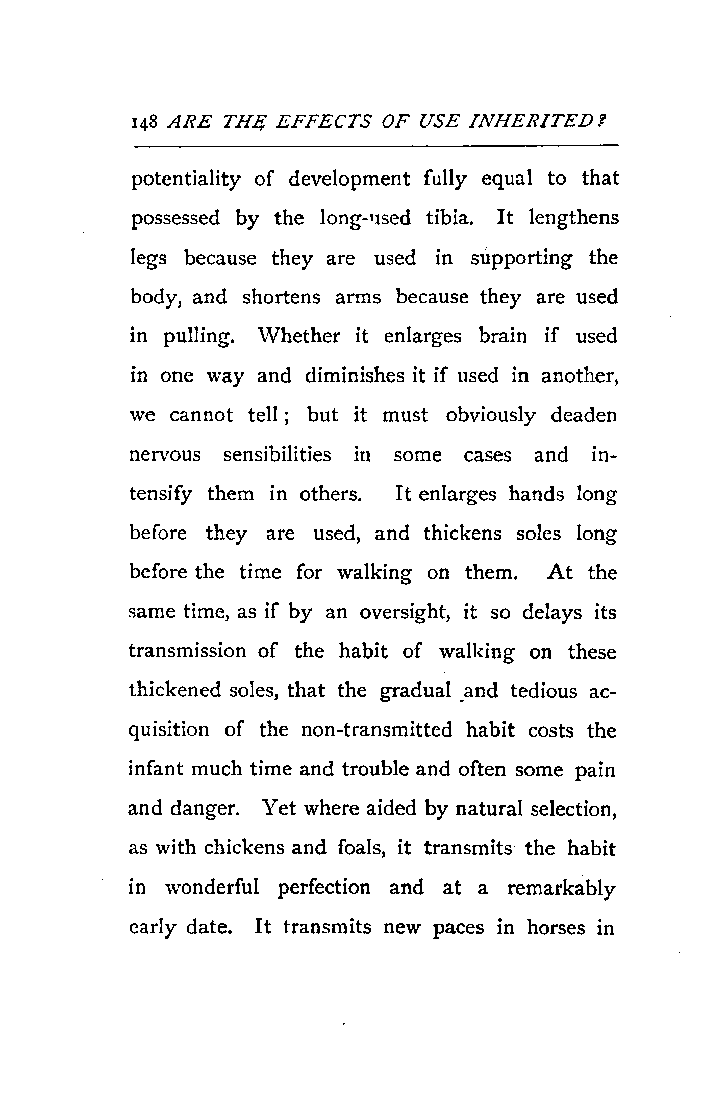 148 ARE THE EFFECTS OF USE INHERITED?
potentiality of development fully equal to that
possessed by the long-used tibia. It lengthens
legs because they are used in supporting the
body, and shortens arms because they are used
in pulling. Whether it enlarges brain if used
in one way and diminishes it if used in another,
we cannot tell; but it must obviously deaden
nervous sensibilities in some cases and in-
tensify them in others. It enlarges hands long
before they are used, and thickens soles long
before the time for walking on them. At the
same time, as if by an oversight, it so delays its
transmission of the habit of walking on these
thickened soles, that the gradual and tedious ac-
quisition of the non-transmitted habit costs the
infant much time and trouble and often some pain
and danger. Yet where aided by natural selection,
as with chickens and foals, it transmits the habit
in wonderful perfection and at a remarkably
early date. It transmits new paces in horses in